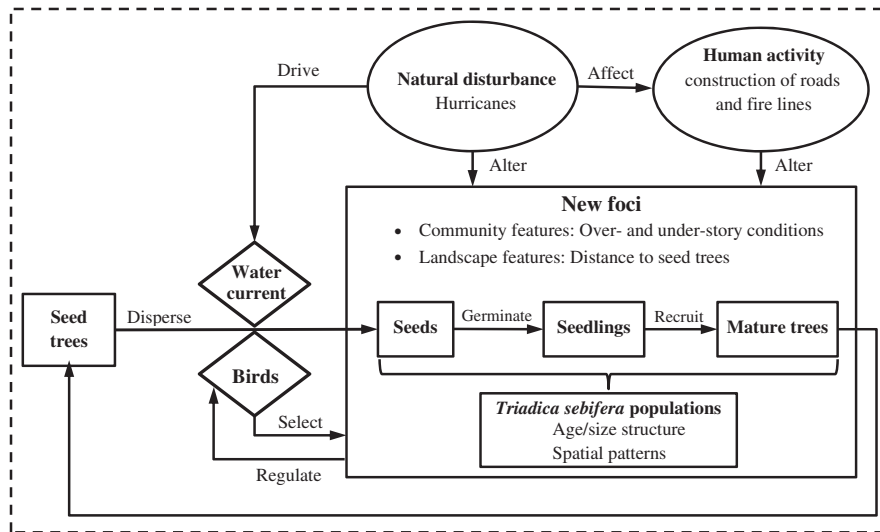 Drive
Natural disturbance
Hurricanes
Affect
Human activity
construction of roads
and fire lines
Alter
Alter
New foci
• Community features: Over- and under-story conditions
• Landscape features: Distance to seed trees
Water
current
Seed
trees
Disperse
Seeds
Germinate
Seedlings
Recruit
Mature trees
Birds
Select
Regulate
Triadica sebifera populations
Age/size structure
Spatial patterns